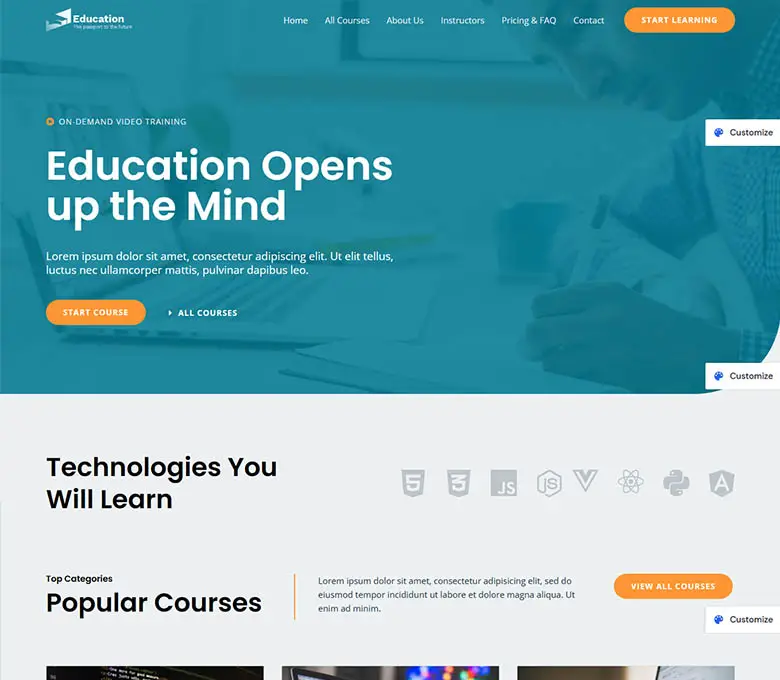 Education
The passport to the future
Home All Courses About Us Instructors Pricing & FAQ Contact START LEARNING
ON-DEMAND VIDEO TRAINING
Customize
Education Opens
up the Mind
Lorem ipsum dolor sit amet, consectetur adipiscing elit. Ut elit tellus,
luctus nec ullamcorper mattis, pulvinar dapibus leo.
START COURSE ALL COURSES
Customize
Technologies You
Will Learn
5 3 JS JS A
Top Categories
Popular Courses
Lorem ipsum dolor sit amet, consectetur adipisicing elit, sed do
eiusmod tempor incididunt ut labore et dolore magna aliqua. Ut
enim ad minim.
VIEW ALL COURSES
Customize